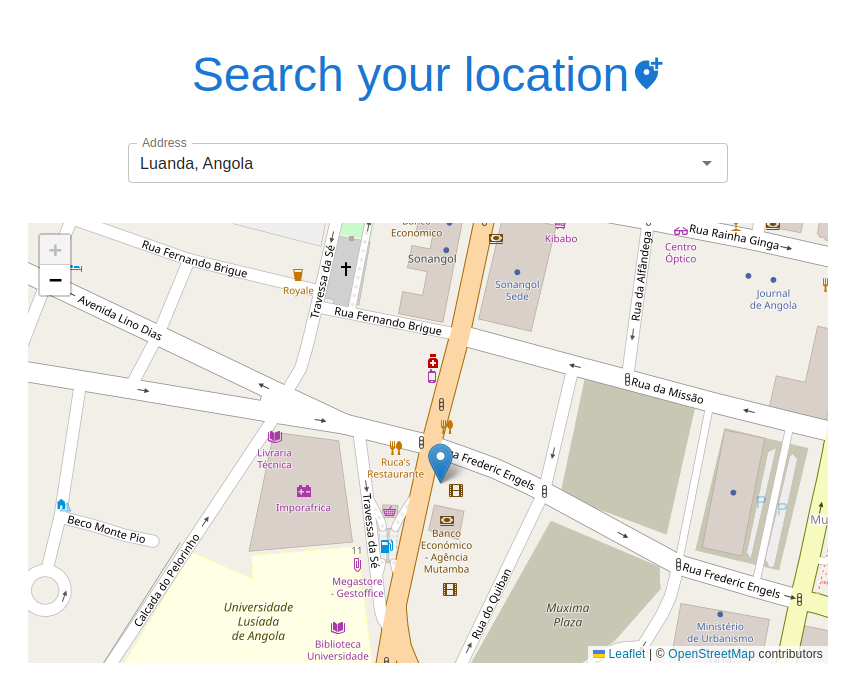 Search your location
Address
Luanda, Angola
+
−
Rua Fernando Brigue
Royale
Travessa da Sé
Economico
Sonangol
Kibabo
Sonangol
Sede
Rua da Alfândega
Centro
Óptico
Rua Rainha Ginga
Journal
de Angola
Avenida Lino Dias
Rua Fernando Brigue
Rua da Missão
Livraria
Técnica
Imporafrica
Ruca's
Restaurante
Rua Frederic Engels
Banco
Económico
- Agência
Mutamba
Beco Monte Pio
Travessa da Sé
Calçada do Pelorinho
11
Megastore
- Gestoffice
P
P
Mu
Rua Frederic Engels
Universidade
Lusíada
de Angola
Biblioteca
Universidade
Rua do Quiban
Muxima
Plaza
Ministério
de Urbanismo
Leaflet | © OpenStreetMap contributors